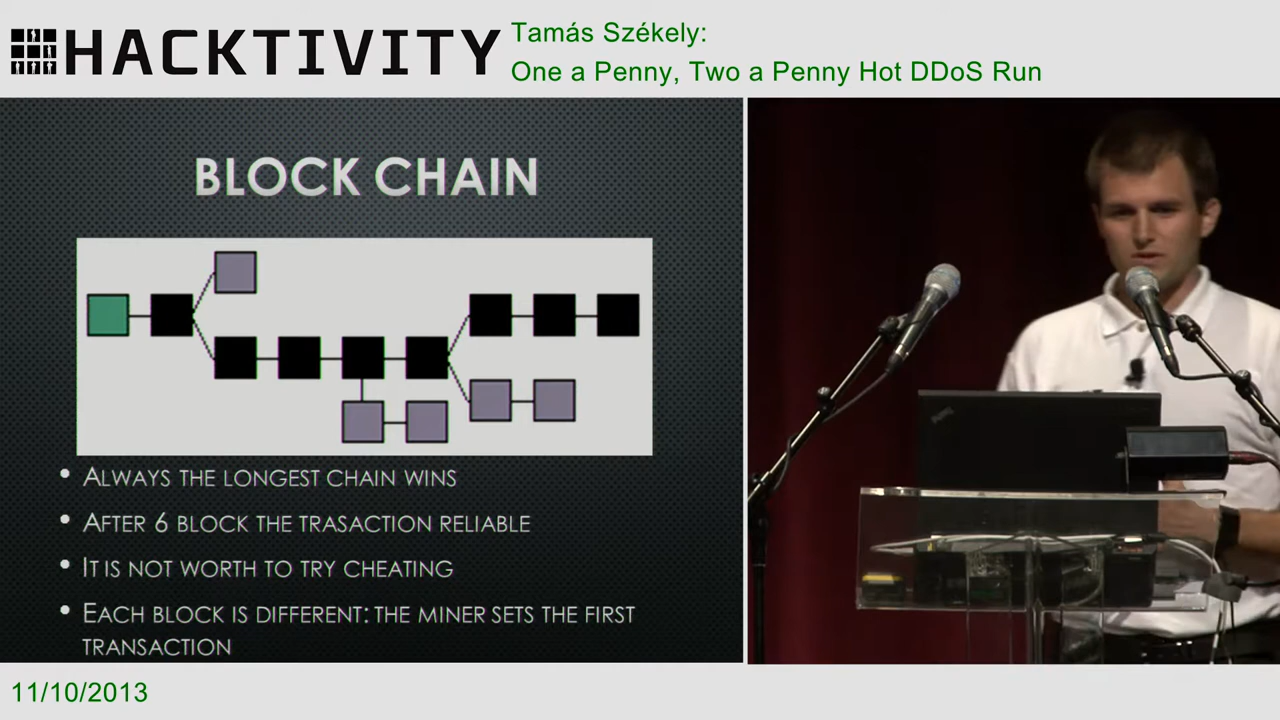 HACKTIVITY
Tamás Székely:
One a Penny, Two a Penny Hot DDoS Run
BLOCK CHAIN
• ALWAYS THE LONGEST CHAIN WINS
• AFTER 6 BLOCK THE TRASACTION RELIABLE
• IT IS NOT WORTH TO TRY CHEATING
• EACH BLOCK IS DIFFERENT: THE MINER SETS THE FIRST
TRANSACTION
11/10/2013